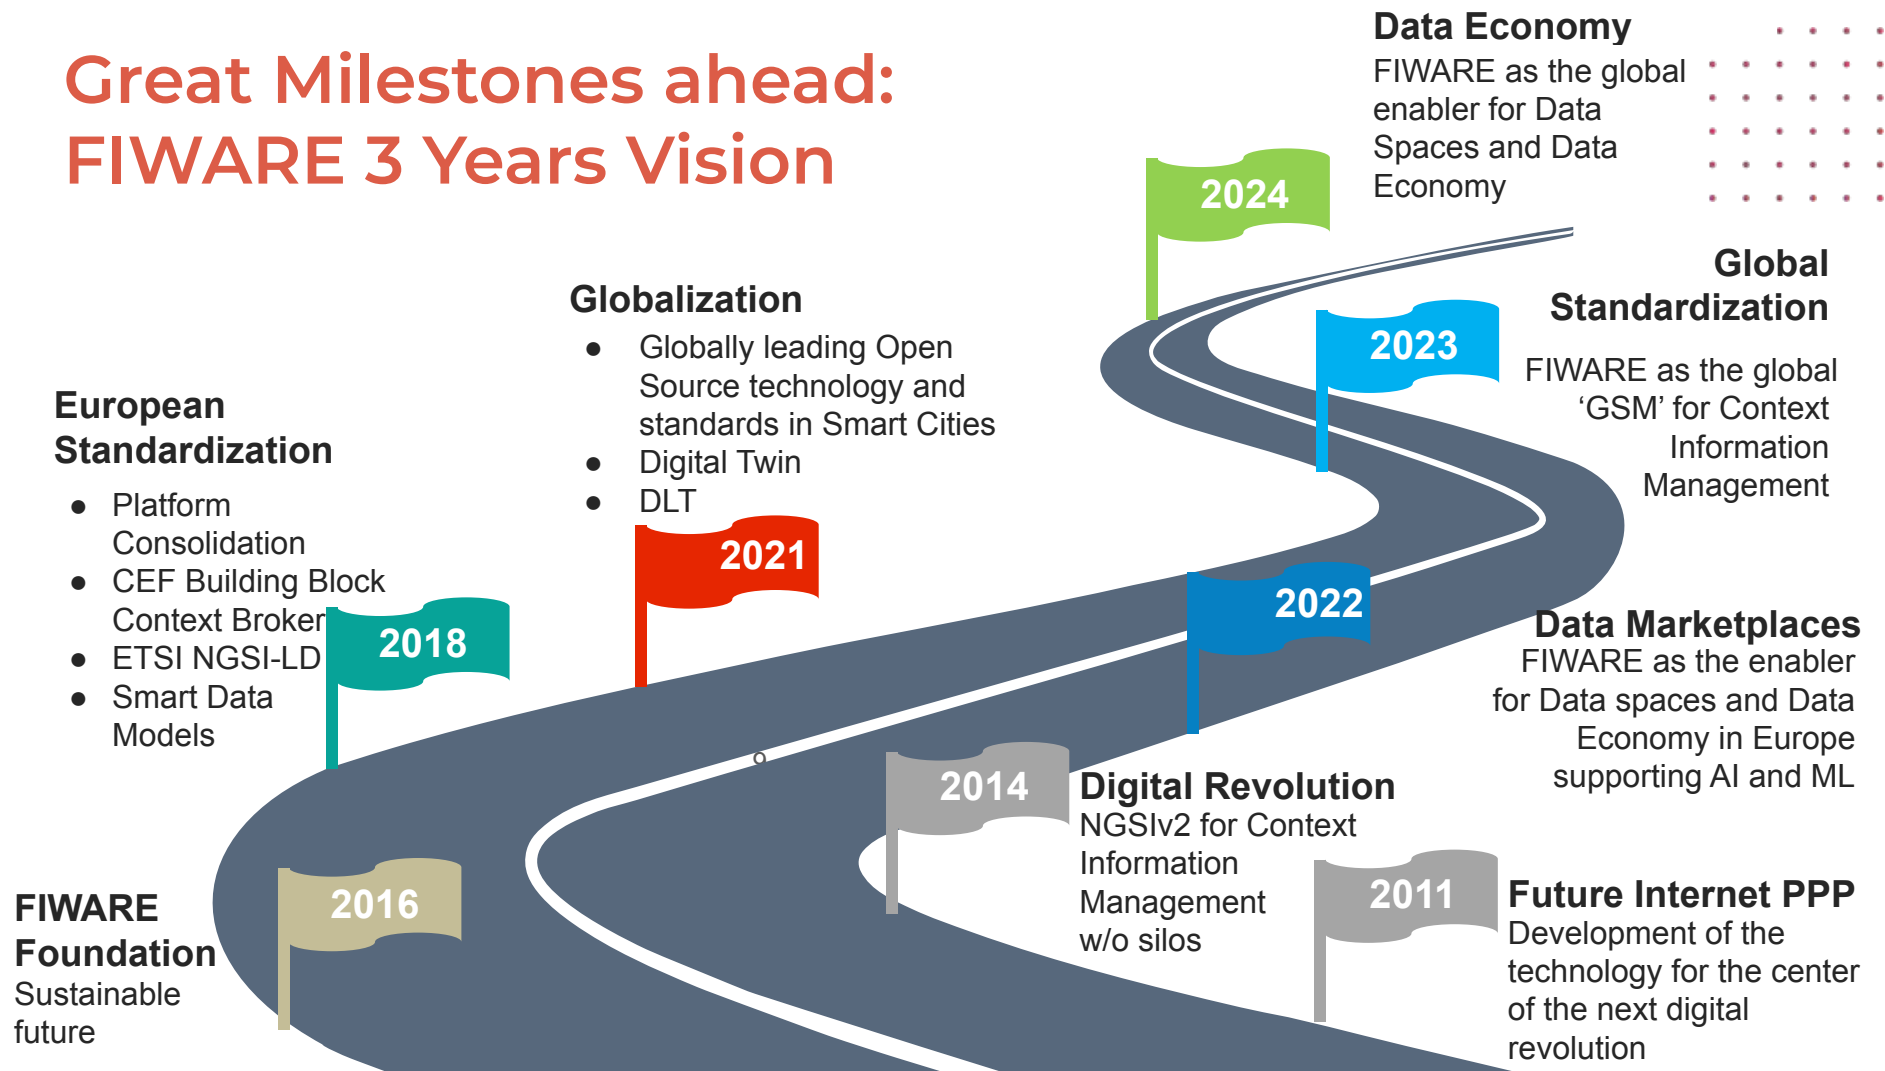 Great Milestones ahead:
FIWARE 3 Years Vision
Data Economy
FIWARE as the global
enabler for Data
Spaces and Data
Economy
2024
Global
Standardization
FIWARE as the global
‘GSM’ for Context
Information
Management
2023
Globalization
● Globally leading Open
Source technology and
standards in Smart Cities
● Digital Twin
● DLT
2021
European
Standardization
● Platform
Consolidation
● CEF Building Block
Context Broker
● ETSI NGSI-LD
● Smart Data
Models
2018
2022
Data Marketplaces
FIWARE as the enabler
for Data spaces and Data
Economy in Europe
supporting AI and ML
2014
Digital Revolution
NGSIv2 for Context
Information
Management
w/o silos
2016
FIWARE
Foundation
Sustainable
future
2011
Future Internet PPP
Development of the
technology for the center
of the next digital
revolution